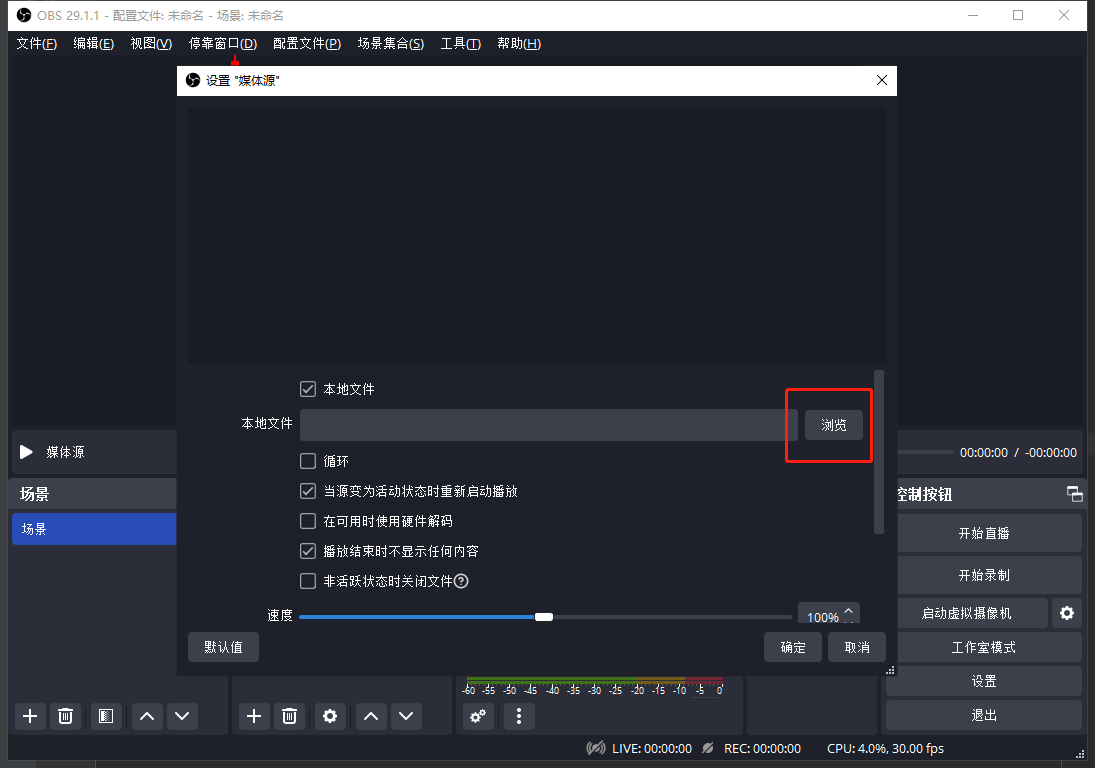 OBS 29.1.1 - 配置文件: 未命名 - 场景: 未命名
文件(F) 编辑(E) 视图(V) 停靠窗口(D) 配置文件(P) 场景集合(S) 工具(T) 帮助(H)
设置 "媒体源"
本地文件
本地文件 浏览
循环
当源变为活动状态时重新启动播放
在可用时使用硬件解码
播放结束时不显示任何内容
非活跃状态时关闭文件
速度 100%
默认值 确定 取消
媒体源
00:00:00 / -00:00:00
场景
场景
控制按钮
开始直播
开始录制
启动虚拟摄像机
工作室模式
设置
退出
-60 -55 -50 -45 -40 -35 -30 -25 -20 -15 -10 -5 0
LIVE: 00:00:00 REC: 00:00:00 CPU: 4.0%, 30.00 fps